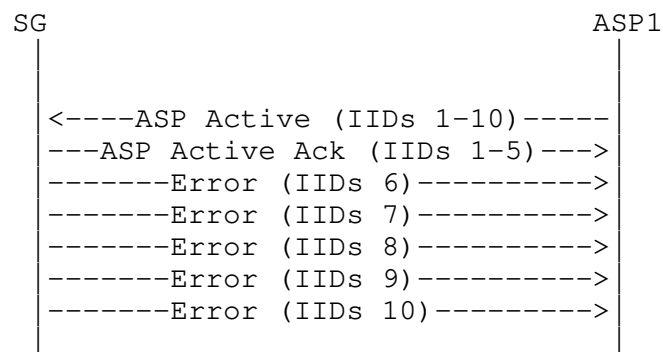 SG ASP1
<----ASP Active (IIDs 1-10)-----
---ASP Active Ack (IIDs 1-5)--->
-------Error (IIDs 6)---------->
-------Error (IIDs 7)---------->
-------Error (IIDs 8)---------->
-------Error (IIDs 9)---------->
-------Error (IIDs 10)--------->